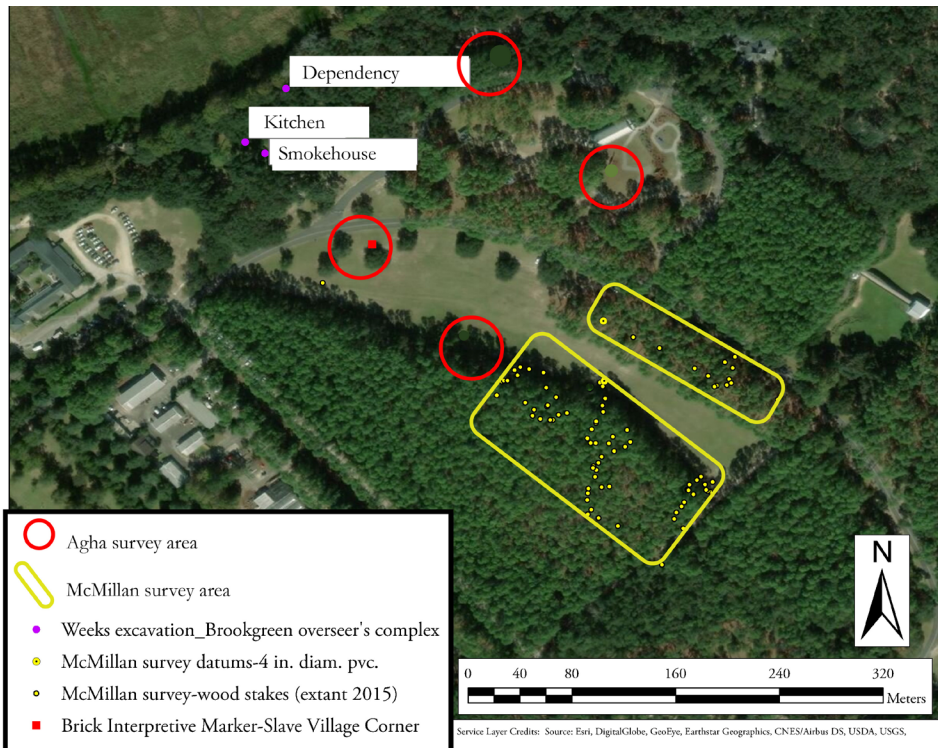 Dependency
Kitchen
Smokehouse
Agha survey area
McMillan survey area
Weeks excavation_Brookgreen overseer's complex
McMillan survey datums-4 in. diam. pvc.
McMillan survey-wood stakes (extant 2015)
Brick Interpretive Marker-Slave Village Corner
N
0 40 80 160 240 320
Meters
Service Layer Credits: Source: Esri, DigitalGlobe, GeoEye, Earthstar Geographics, CNES/Airbus DS, USDA, USGS,